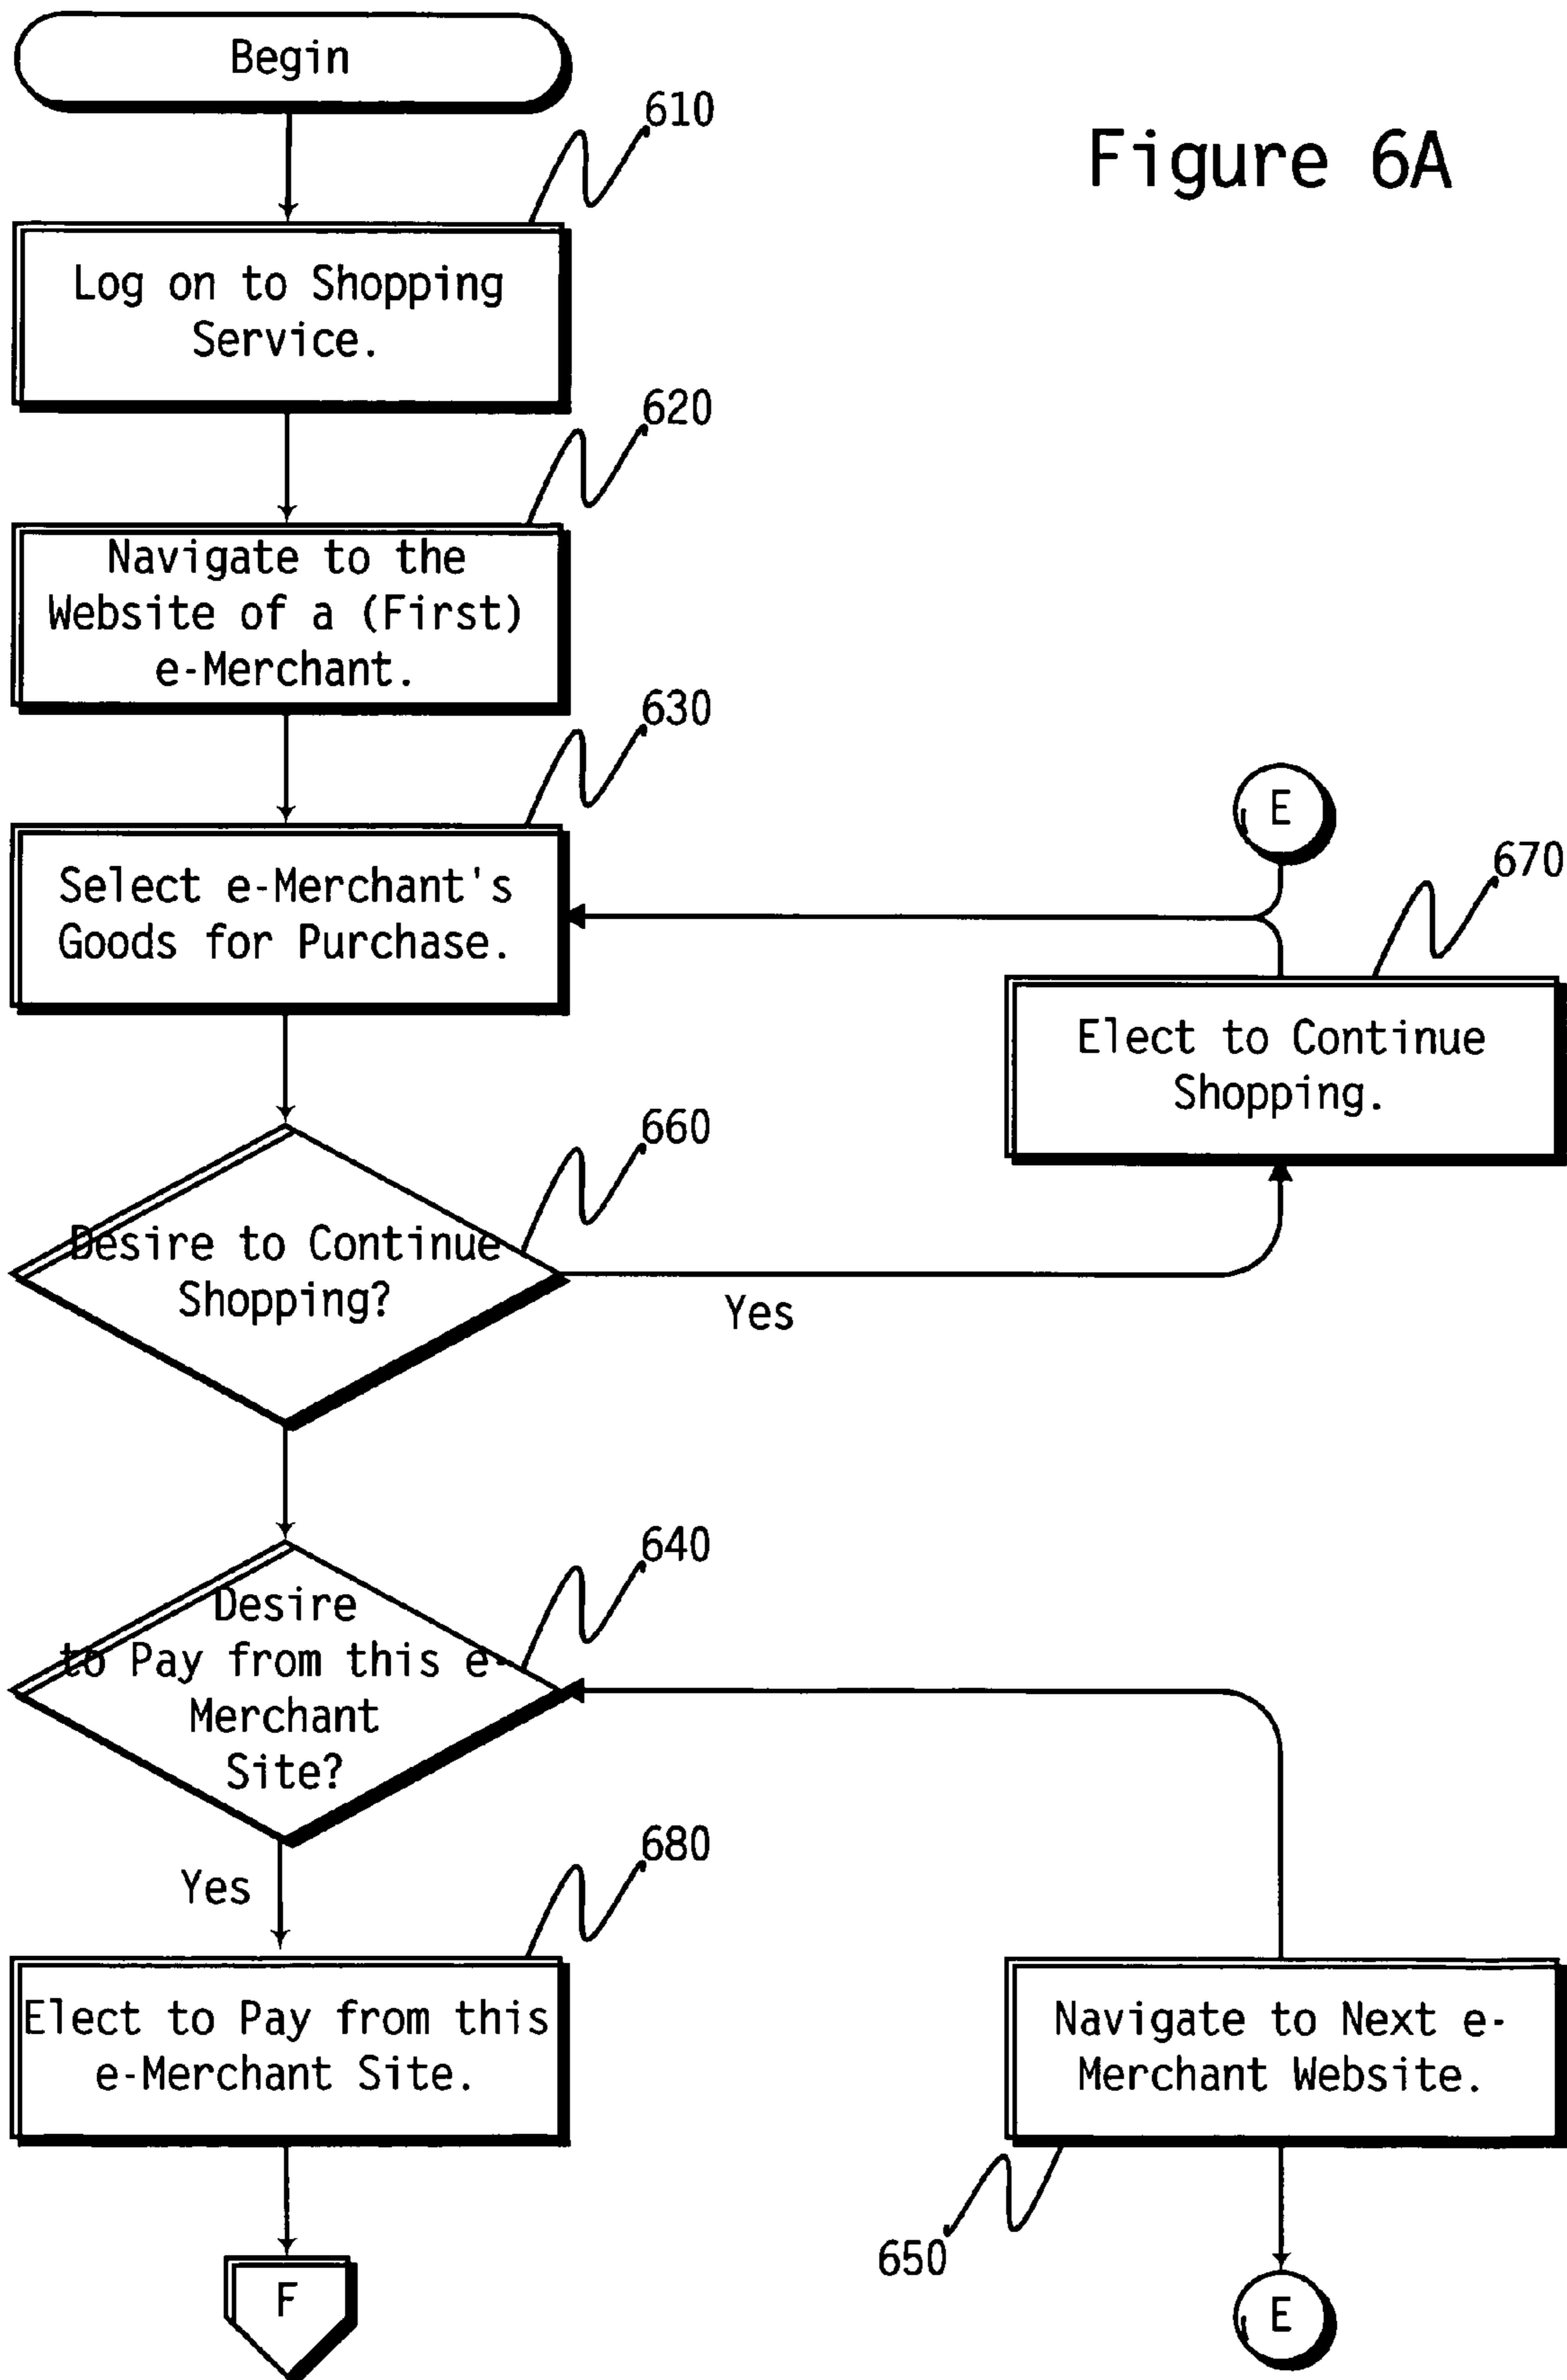 Begin
610
Figure 6A
Log on to Shopping
Service.
620
Navigate to the
Website of a (First)
e-Merchant.
630
E
670
Select e-Merchant's
Goods for Purchase.
Elect to Continue
Shopping.
660
Desire to Continue
Shopping?
Yes
640
Desire
to Pay from this e-
Merchant
Site?
680
Yes
Elect to Pay from this
e-Merchant Site.
Navigate to Next e-
Merchant Website.
650
F
E